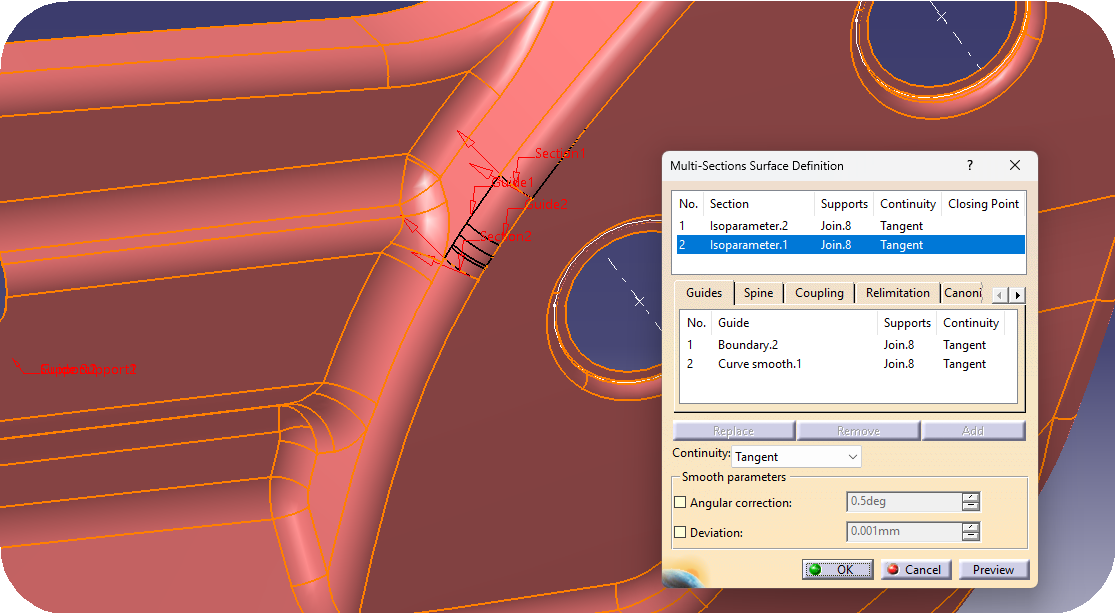 Section1
Guide1
Guide2
Section2
Multi-Sections Surface Definition ?
No. Section Supports Continuity Closing Point
1 Isoparameter.2 Join.8 Tangent
2 Isoparameter.1 Join.8 Tangent
Guides Spine Coupling Relimitation Canoni
No. Guide Supports Continuity
1 Boundary.2 Join.8 Tangent
2 Curve smooth.1 Join.8 Tangent
Replace Remove Add
Continuity: Tangent
Smooth parameters
Angular correction: 0.5deg
Deviation: 0.001mm
OK Cancel Preview